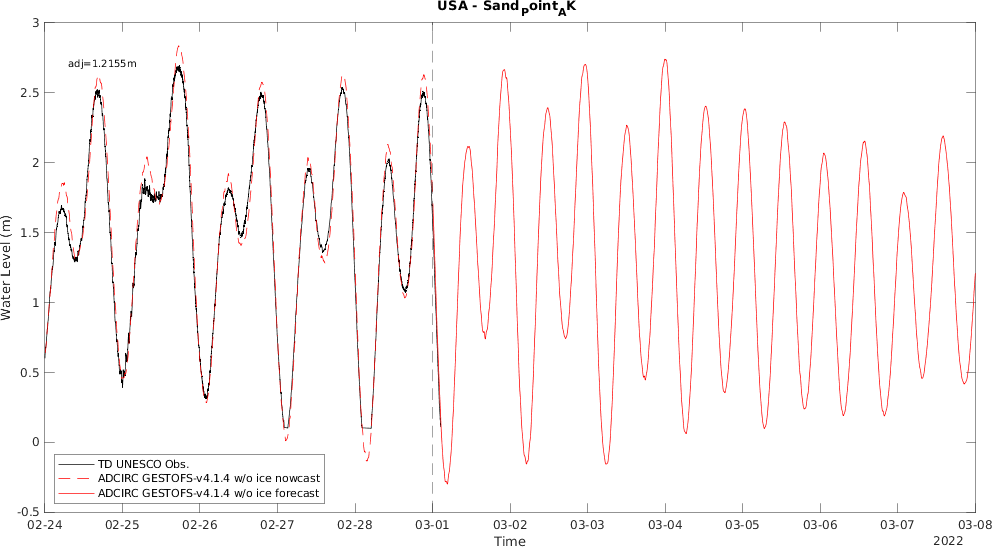 USA - Sand_Point_AK
adj=1.2155m
3
2.5
2
1.5
1
0.5
0
-0.5
Water Level (m)
TD UNESCO Obs.
ADCIRC GESTOFS-v4.1.4 w/o ice nowcast
ADCIRC GESTOFS-v4.1.4 w/o ice forecast
02-24 02-25 02-26 02-27 02-28 03-01 03-02 03-03 03-04 03-05 03-06 03-07 03-08
Time
2022